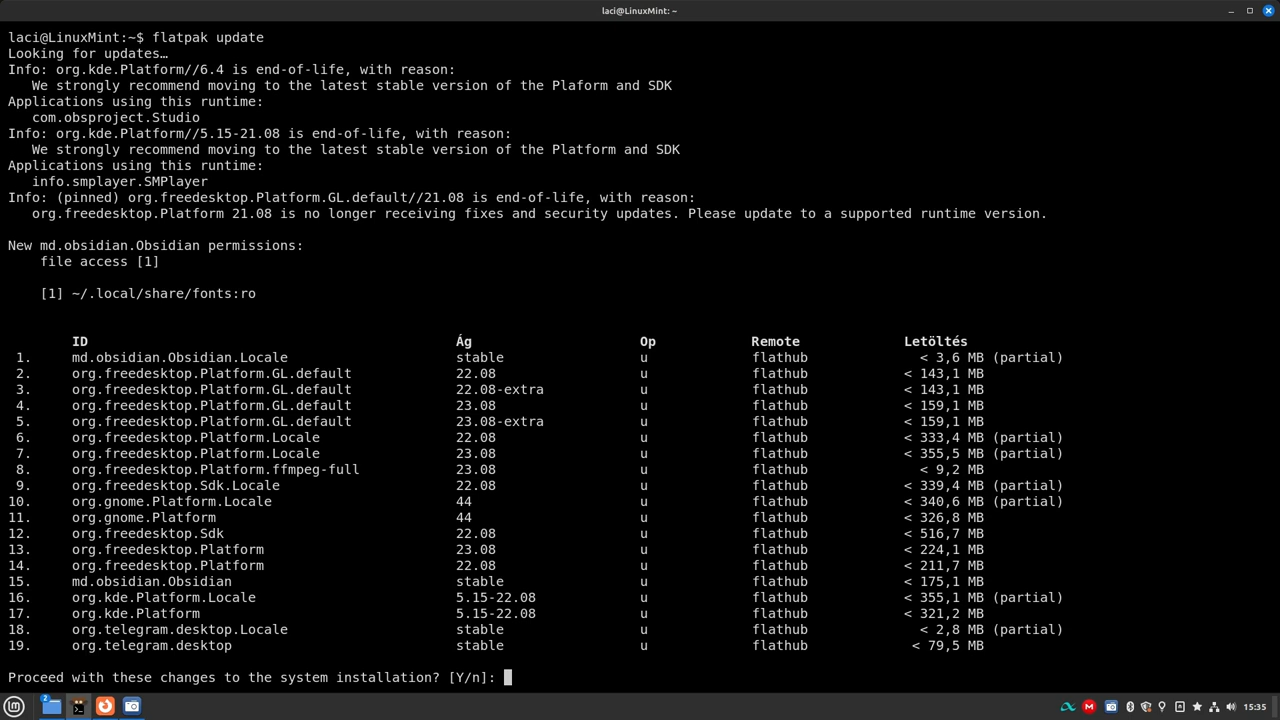 laci@LinuxMint: ~
laci@LinuxMint:~$ flatpak update
Looking for updates…
Info: org.kde.Platform//6.4 is end-of-life, with reason:
   We strongly recommend moving to the latest stable version of the Plaform and SDK
Applications using this runtime:
   com.obsproject.Studio
Info: org.kde.Platform//5.15-21.08 is end-of-life, with reason:
   We strongly recommend moving to the latest stable version of the Platform and SDK
Applications using this runtime:
   info.smplayer.SMPlayer
Info: (pinned) org.freedesktop.Platform.GL.default//21.08 is end-of-life, with reason:
   org.freedesktop.Platform 21.08 is no longer receiving fixes and security updates. Please update to a supported runtime version.
New md.obsidian.Obsidian permissions:
    file access [1]
    [1] ~/.local/share/fonts:ro
ID Ág Op Remote Letöltés
1. md.obsidian.Obsidian.Locale stable u flathub < 3,6 MB (partial)
2. org.freedesktop.Platform.GL.default 22.08 u flathub < 143,1 MB
3. org.freedesktop.Platform.GL.default 22.08-extra u flathub < 143,1 MB
4. org.freedesktop.Platform.GL.default 23.08 u flathub < 159,1 MB
5. org.freedesktop.Platform.GL.default 23.08-extra u flathub < 159,1 MB
6. org.freedesktop.Platform.Locale 22.08 u flathub < 333,4 MB (partial)
7. org.freedesktop.Platform.Locale 23.08 u flathub < 355,5 MB (partial)
8. org.freedesktop.Platform.ffmpeg-full 23.08 u flathub < 9,2 MB
9. org.freedesktop.Sdk.Locale 22.08 u flathub < 339,4 MB (partial)
10. org.gnome.Platform.Locale 44 u flathub < 340,6 MB (partial)
11. org.gnome.Platform 44 u flathub < 326,8 MB
12. org.freedesktop.Sdk 22.08 u flathub < 516,7 MB
13. org.freedesktop.Platform 23.08 u flathub < 224,1 MB
14. org.freedesktop.Platform 22.08 u flathub < 211,7 MB
15. md.obsidian.Obsidian stable u flathub < 175,1 MB
16. org.kde.Platform.Locale 5.15-22.08 u flathub < 355,1 MB (partial)
17. org.kde.Platform 5.15-22.08 u flathub < 321,2 MB
18. org.telegram.desktop.Locale stable u flathub < 2,8 MB (partial)
19. org.telegram.desktop stable u flathub < 79,5 MB
Proceed with these changes to the system installation? [Y/n]:
2
15:35